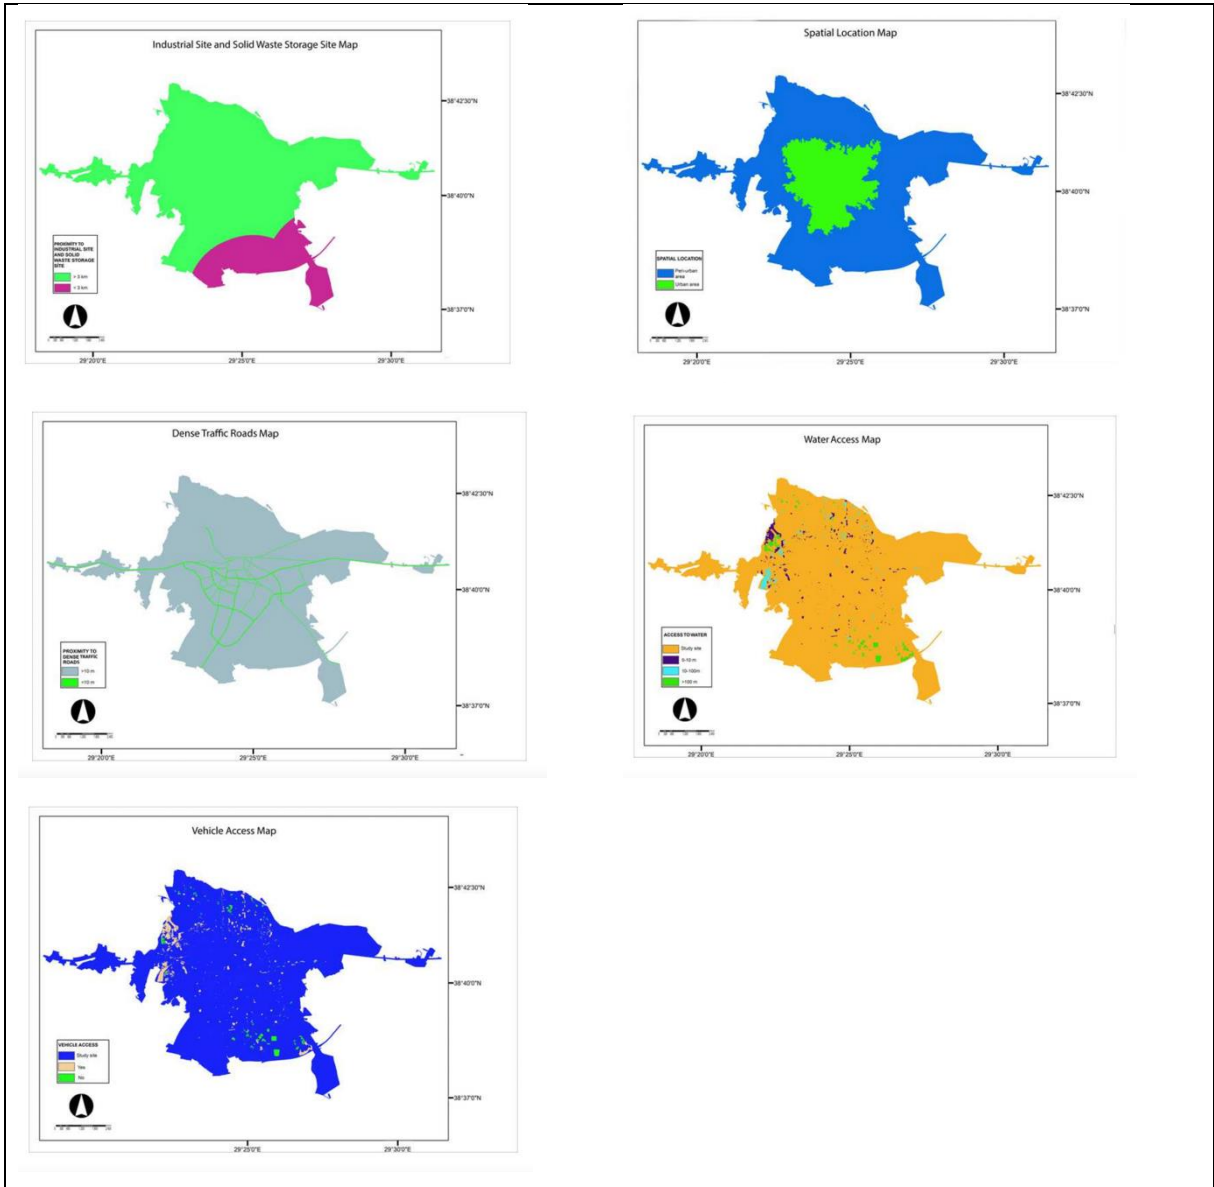 Industrial Site and Solid Waste Storage Site Map
38°42'30"N
38°40'0"N
38°37'0"N
PROXIMITY TO
INDUSTRIAL SITE
AND SOLID
WASTE STORAGE
SITE
> 3 km
< 3 km
29°20'0"E
29°25'0"E
29°30'0"E
Spatial Location Map
38°42'30"N
38°40'0"N
38°37'0"N
SPATIAL LOCATION
Peri-urban
area
Urban area
29°20'0"E
29°25'0"E
29°30'0"E
Dense Traffic Roads Map
38°42'30"N
38°40'0"N
38°37'0"N
PROXIMITY TO
DENSE TRAFFIC
ROADS
>10 m
<10 m
29°20'0"E
29°25'0"E
29°30'0"E
Water Access Map
38°42'30"N
38°40'0"N
38°37'0"N
ACCESS TO WATER
Study site
0-10 m
10-100m
>100 m
29°20'0"E
29°25'0"E
29°30'0"E
Vehicle Access Map
38°42'30"N
38°40'0"N
38°37'0"N
VEHICLE ACCESS
Study site
Yes
No
29°25'0"E
29°30'0"E